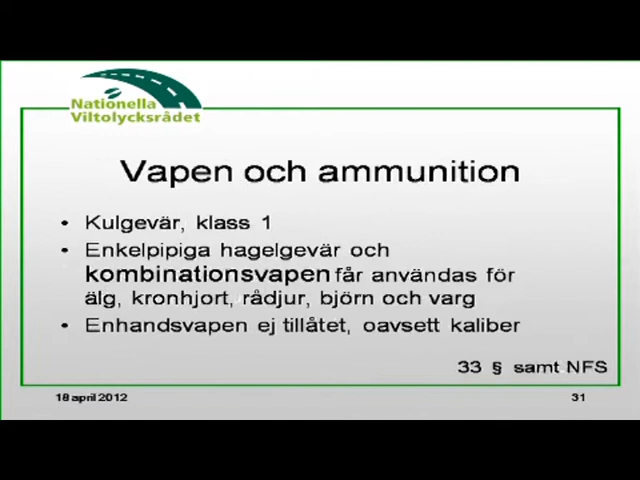 Nationella
Viltolycksrådet
Vapen och ammunition
• Kulgevär, klass 1
• Enkelpipiga hagelgevär och
kombinationsvapen får användas för
älg, kronhjort, rådjur, björn och varg
• Enhandsvapen ej tillåtet, oavsett kaliber
33 § samt NFS
18 april 2012
31